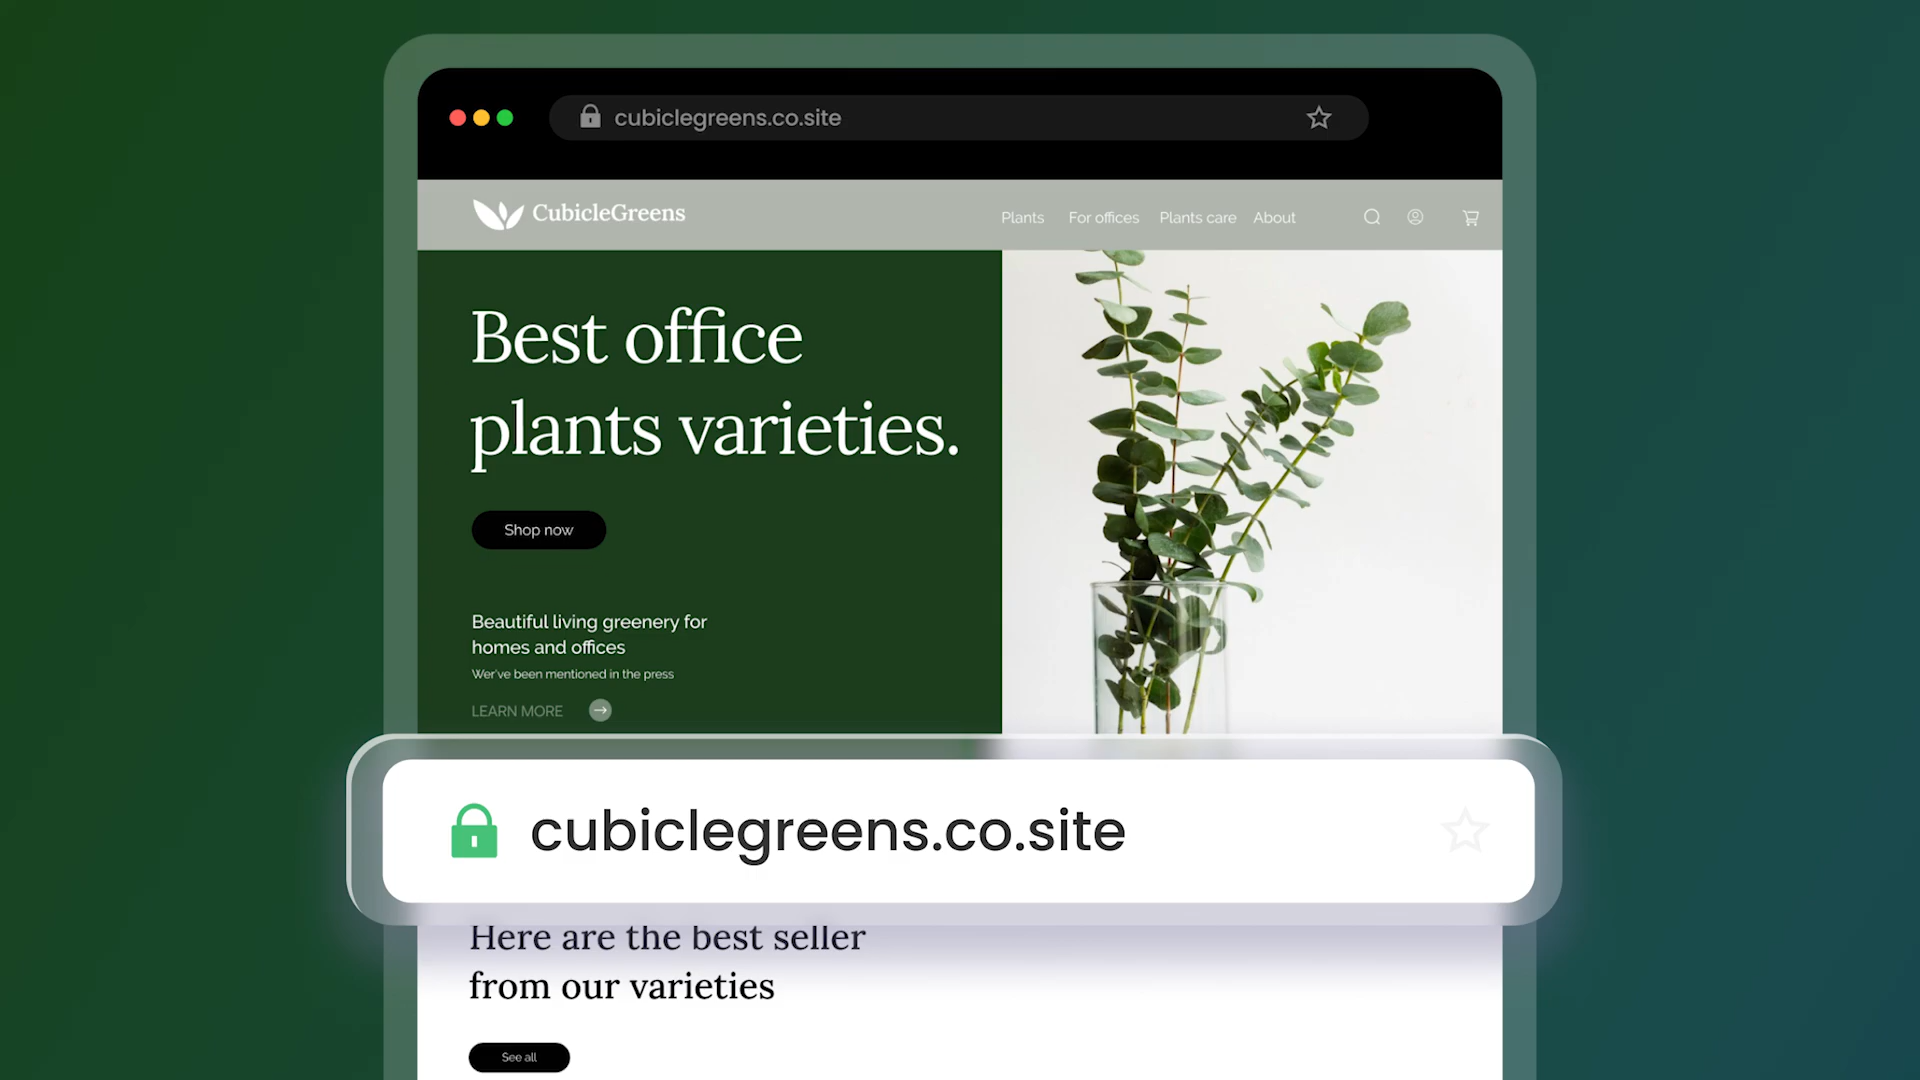 cubiclegreens.co.site
CubicleGreens
Plants For offices Plants care About
Best office
plants varieties.
Shop now
Beautiful living greenery for
homes and offices
Wer've been mentioned in the press
LEARN MORE
cubiclegreens.co.site
Here are the best seller
from our varieties
See all